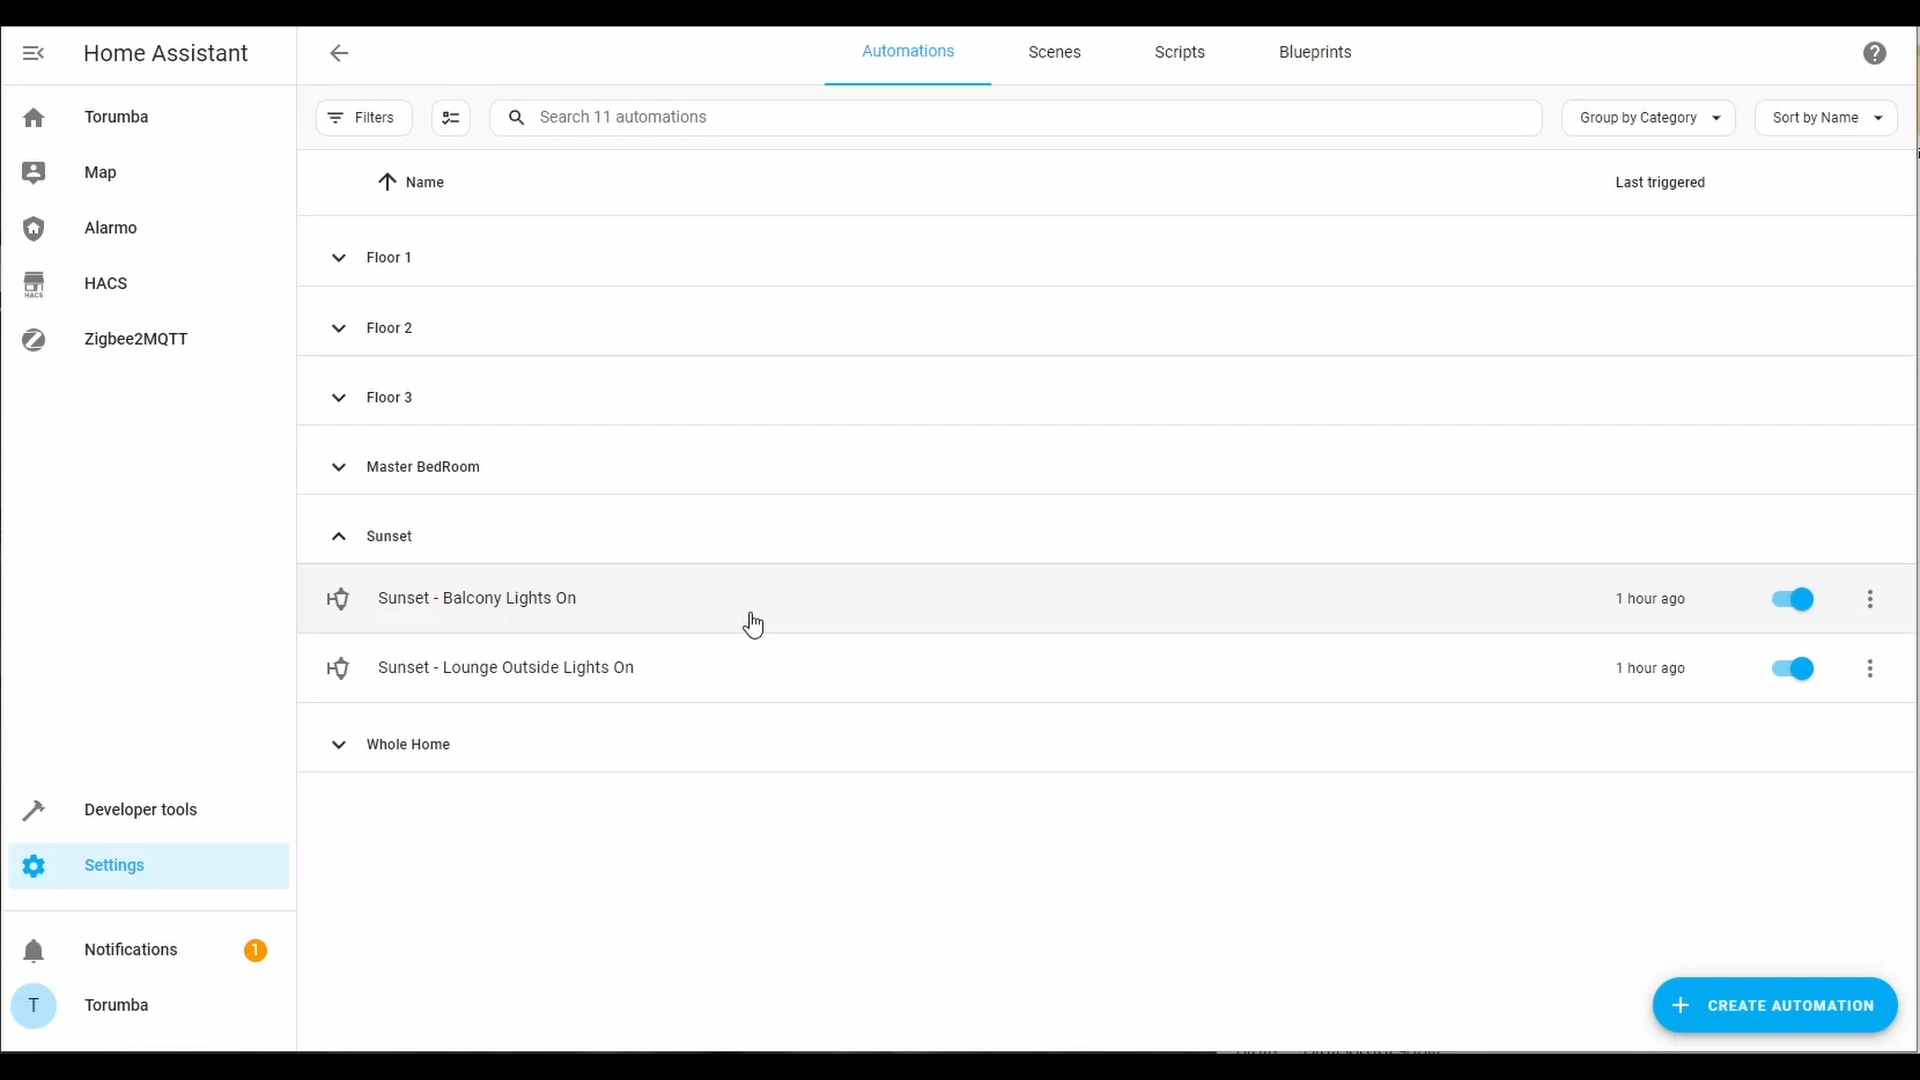 Home Assistant
Automations
Scenes
Scripts
Blueprints
Torumba
Map
Alarmo
HACS
HACS
Zigbee2MQTT
Developer tools
Settings
Notifications
1
T
Torumba
Filters
Search 11 automations
Group by Category
Sort by Name
Name
Last triggered
Floor 1
Floor 2
Floor 3
Master BedRoom
Sunset
Sunset - Balcony Lights On
1 hour ago
Sunset - Lounge Outside Lights On
1 hour ago
Whole Home
CREATE AUTOMATION